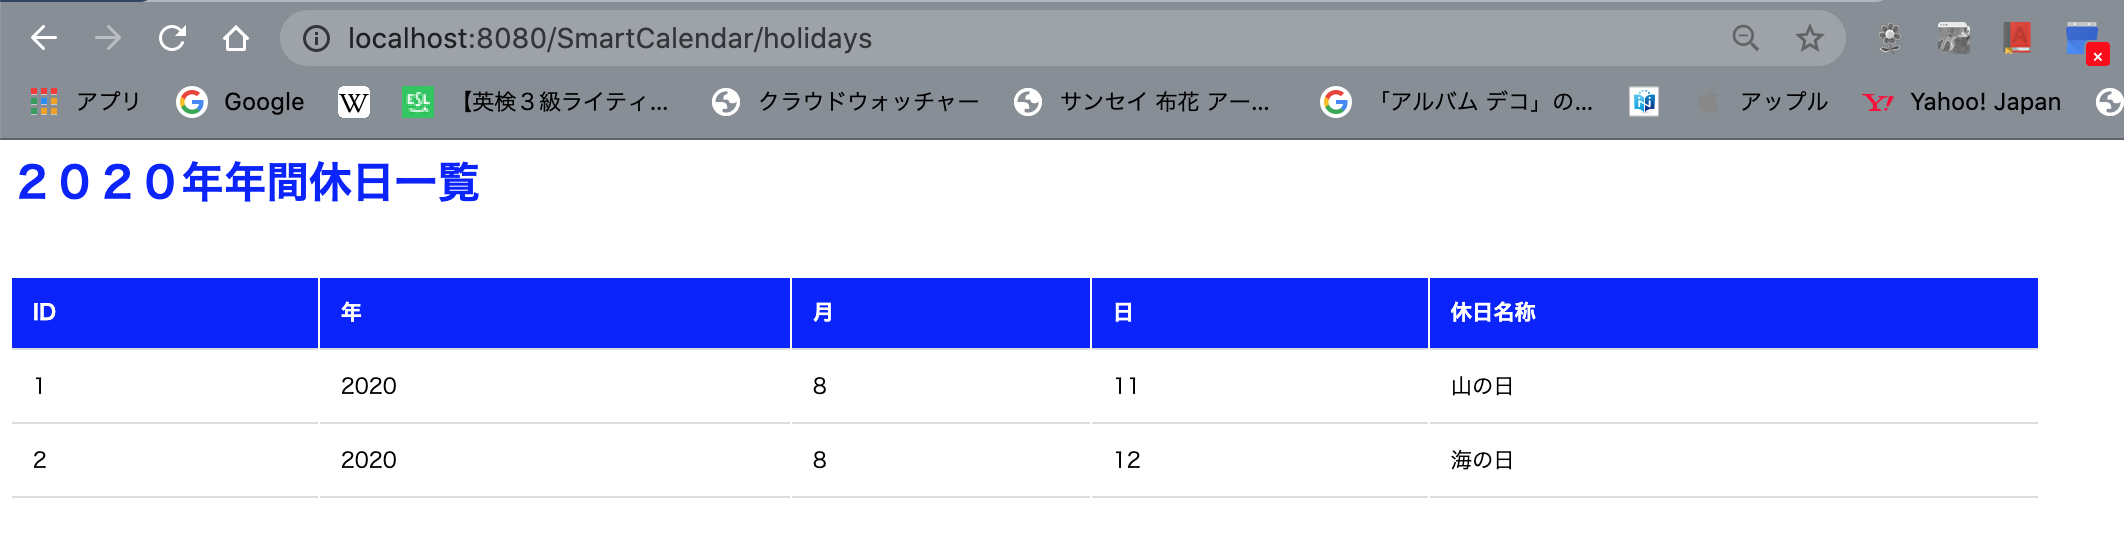 localhost:8080/SmartCalendar/holidays
アプリ Google W ESL 【英検３級ライティ... クラウドウォッチャー サンセイ 布花 アー... 「アルバム デコ」の... アップル Y! Yahoo! Japan
２０２０年年間休日一覧
ID 年 月 日 休日名称
1 2020 8 11 山の日
2 2020 8 12 海の日